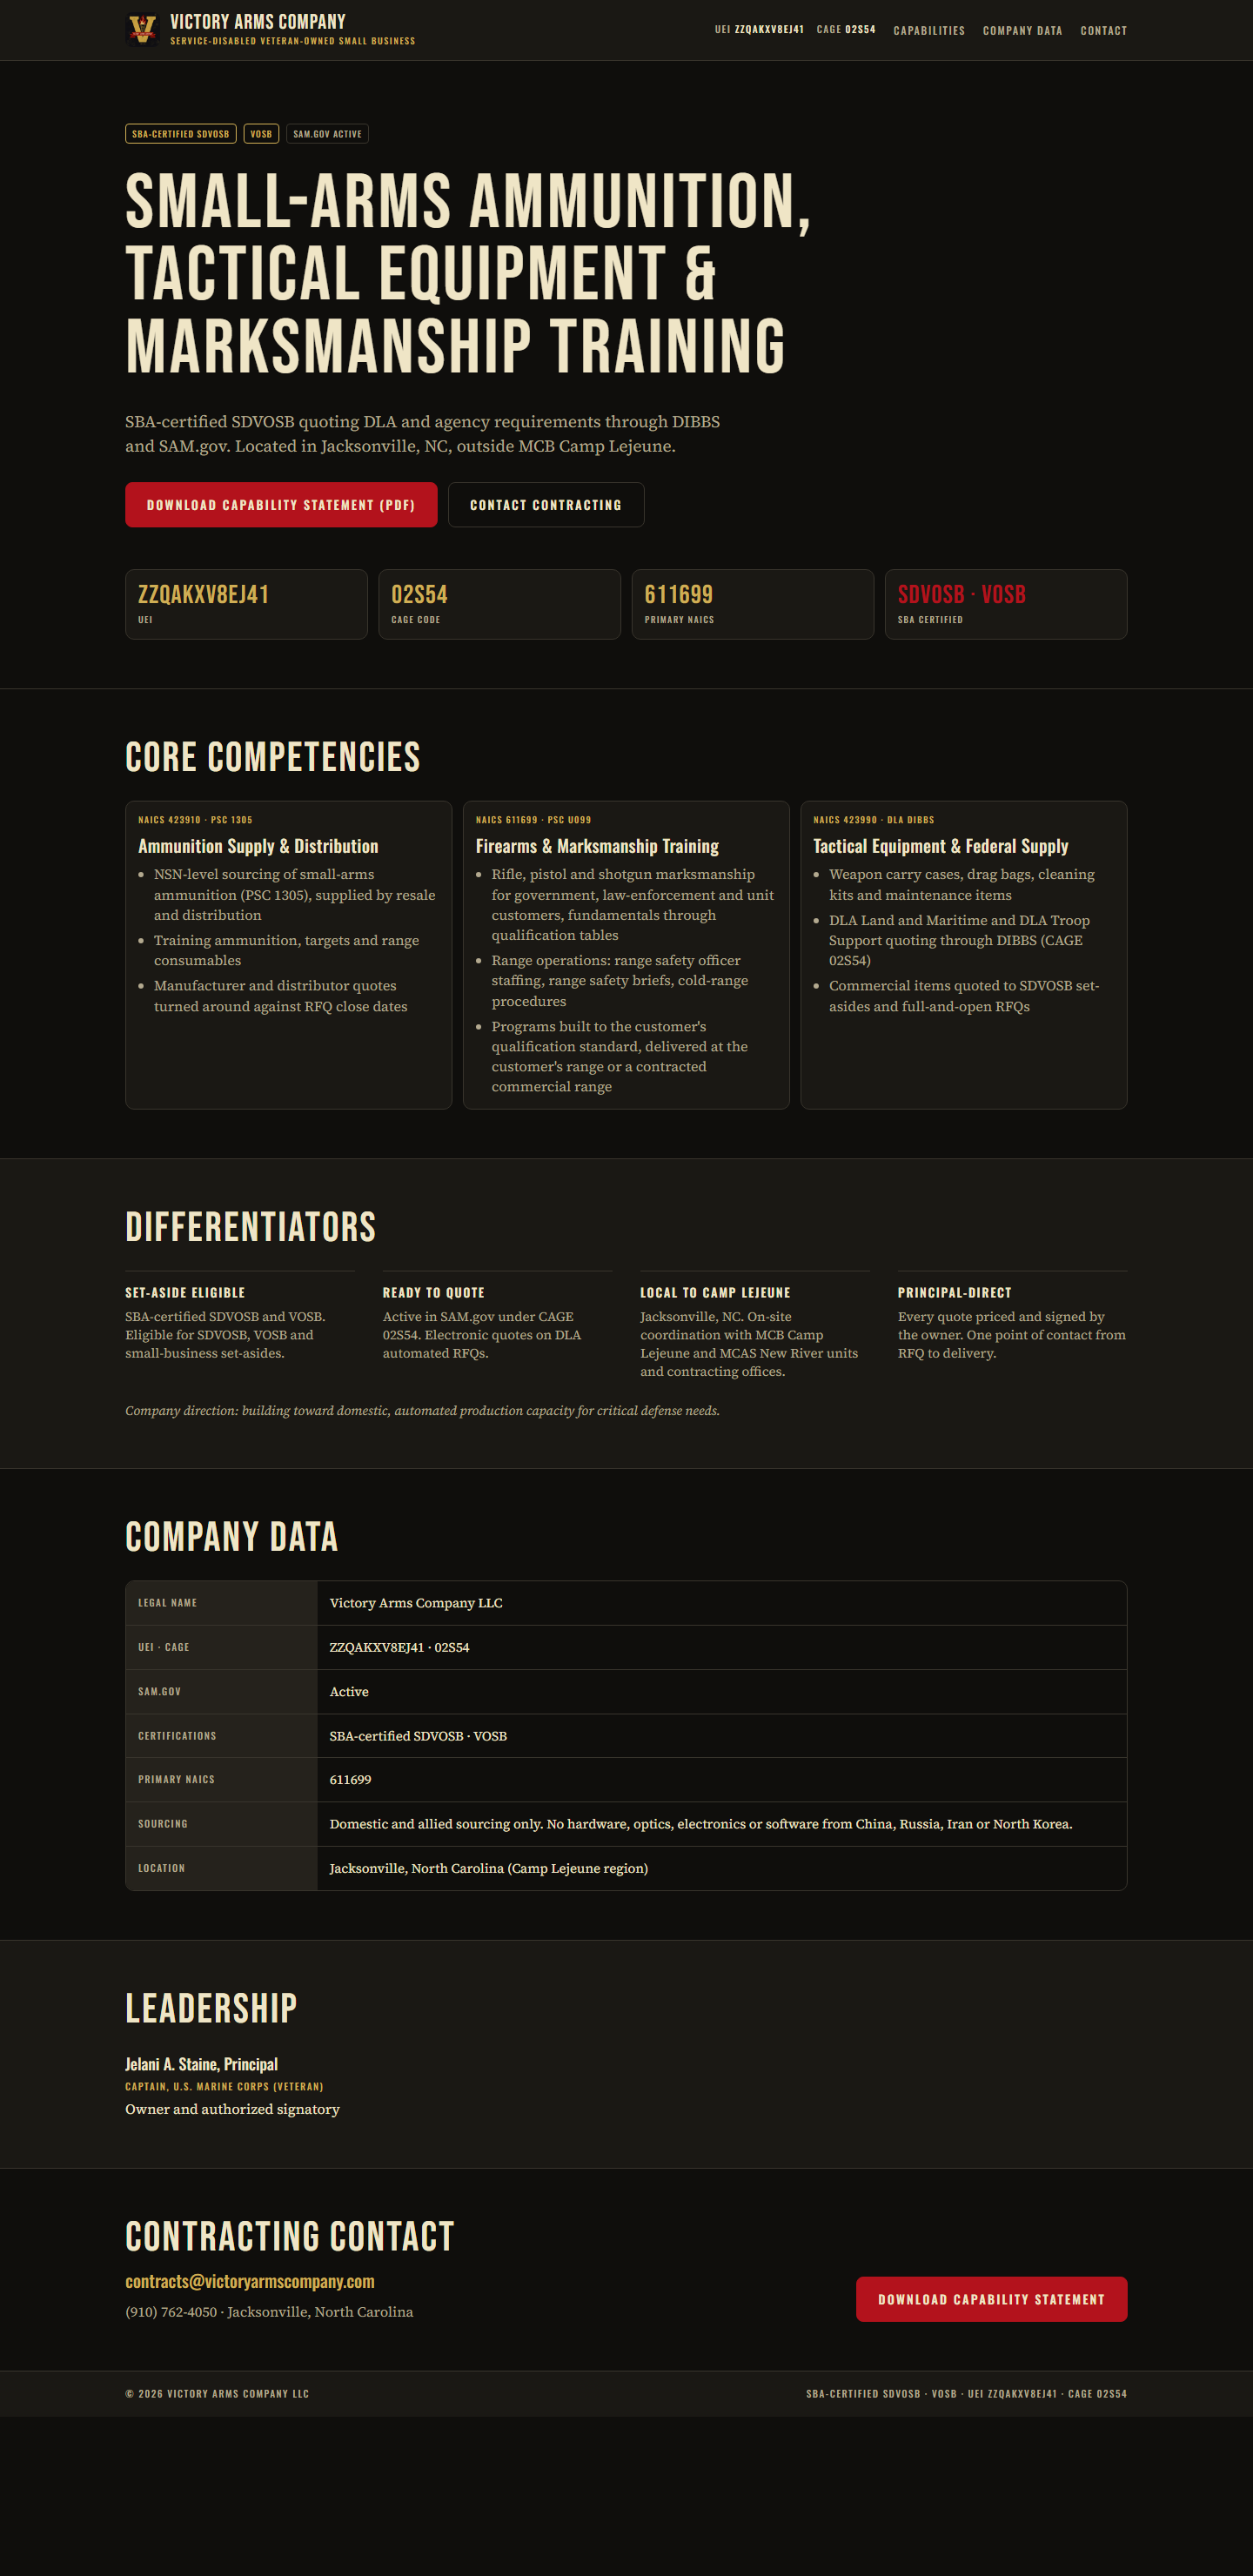 VICTORY ARMS COMPANY
SERVICE-DISABLED VETERAN-OWNED SMALL BUSINESS
UEI ZZQAKXV8EJ41 CAGE 02S54 CAPABILITIES COMPANY DATA CONTACT
SBA-CERTIFIED SDVOSB VOSB SAM.GOV ACTIVE
SMALL-ARMS AMMUNITION,
TACTICAL EQUIPMENT &
MARKSMANSHIP TRAINING
SBA-certified SDVOSB quoting DLA and agency requirements through DIBBS
and SAM.gov. Located in Jacksonville, NC, outside MCB Camp Lejeune.
DOWNLOAD CAPABILITY STATEMENT (PDF) CONTACT CONTRACTING
ZZQAKXV8EJ41
UEI
02S54
CAGE CODE
611699
PRIMARY NAICS
SDVOSB · VOSB
SBA CERTIFIED
CORE COMPETENCIES
NAICS 423910 · PSC 1305
Ammunition Supply & Distribution
• NSN-level sourcing of small-arms
ammunition (PSC 1305), supplied by resale
and distribution
• Training ammunition, targets and range
consumables
• Manufacturer and distributor quotes
turned around against RFQ close dates
NAICS 611699 · PSC U099
Firearms & Marksmanship Training
• Rifle, pistol and shotgun marksmanship
for government, law-enforcement and unit
customers, fundamentals through
qualification tables
• Range operations: range safety officer
staffing, range safety briefs, cold-range
procedures
• Programs built to the customer's
qualification standard, delivered at the
customer's range or a contracted
commercial range
NAICS 423990 · DLA DIBBS
Tactical Equipment & Federal Supply
• Weapon carry cases, drag bags, cleaning
kits and maintenance items
• DLA Land and Maritime and DLA Troop
Support quoting through DIBBS (CAGE
02S54)
• Commercial items quoted to SDVOSB set-
asides and full-and-open RFQs
DIFFERENTIATORS
SET-ASIDE ELIGIBLE
SBA-certified SDVOSB and VOSB.
Eligible for SDVOSB, VOSB and
small-business set-asides.
READY TO QUOTE
Active in SAM.gov under CAGE
02S54. Electronic quotes on DLA
automated RFQs.
LOCAL TO CAMP LEJEUNE
Jacksonville, NC. On-site
coordination with MCB Camp
Lejeune and MCAS New River units
and contracting offices.
PRINCIPAL-DIRECT
Every quote priced and signed by
the owner. One point of contact from
RFQ to delivery.
Company direction: building toward domestic, automated production capacity for critical defense needs.
COMPANY DATA
LEGAL NAME Victory Arms Company LLC
UEI · CAGE ZZQAKXV8EJ41 · 02S54
SAM.GOV Active
CERTIFICATIONS SBA-certified SDVOSB · VOSB
PRIMARY NAICS 611699
SOURCING Domestic and allied sourcing only. No hardware, optics, electronics or software from China, Russia, Iran or North Korea.
LOCATION Jacksonville, North Carolina (Camp Lejeune region)
LEADERSHIP
Jelani A. Staine, Principal
CAPTAIN, U.S. MARINE CORPS (VETERAN)
Owner and authorized signatory
CONTRACTING CONTACT
contracts@victoryarmscompany.com
(910) 762-4050 · Jacksonville, North Carolina
DOWNLOAD CAPABILITY STATEMENT
© 2026 VICTORY ARMS COMPANY LLC
SBA-CERTIFIED SDVOSB · VOSB · UEI ZZQAKXV8EJ41 · CAGE 02S54